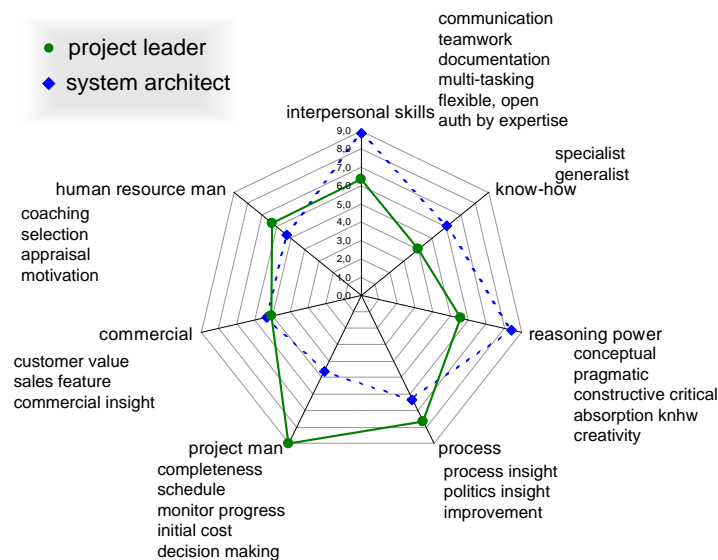 project leader
system architect
communication
teamwork
documentation
multi-tasking
flexible, open
auth by expertise
interpersonal skills
9,0
8,0
7,0
6,0
5,0
4,0
3,0
2,0
1,0
0,0
specialist
generalist
know-how
human resource man
coaching
selection
appraisal
motivation
commercial
customer value
sales feature
commercial insight
reasoning power
conceptual
pragmatic
constructive critical
absorption knhw
creativity
project man
completeness
schedule
monitor progress
initial cost
decision making
process
process insight
politics insight
improvement